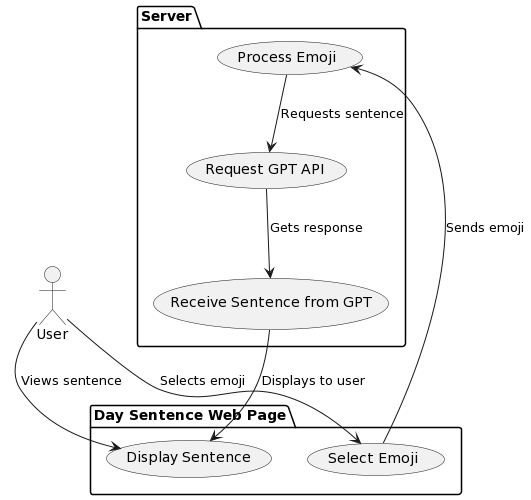 Server
Process Emoji
Requests sentence
Request GPT API
Gets response
Sends emoji
Receive Sentence from GPT
User
Views sentence
Selects emoji
Displays to user
Day Sentence Web Page
Display Sentence
Select Emoji